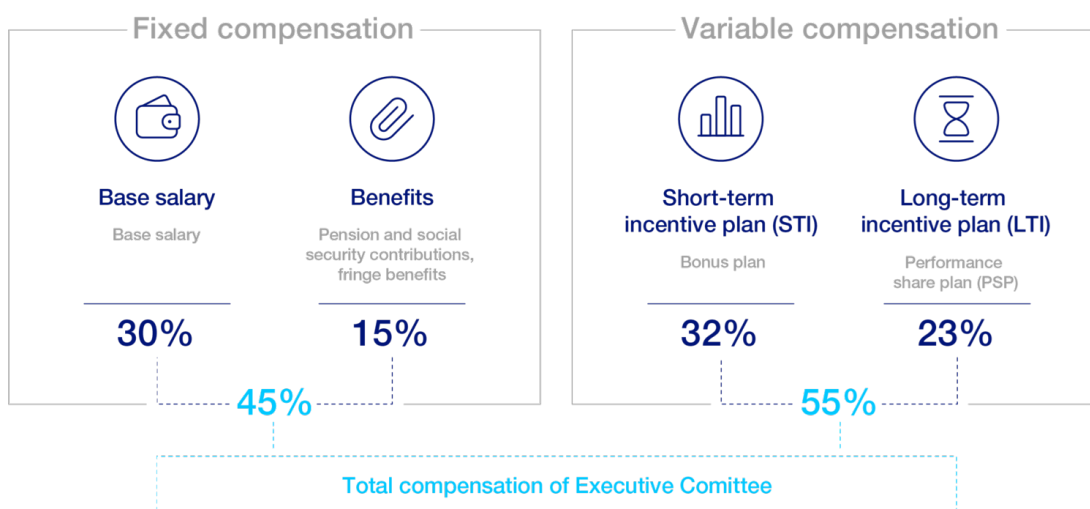 Fixed compensation
Variable compensation
Base salary
Base salary
30%
Benefits
Pension and social
security contributions,
fringe benefits
15%
45%
Short-term
incentive plan (STI)
Bonus plan
32%
Long-term
incentive plan (LTI)
Performance
share plan (PSP)
23%
55%
Total compensation of Executive Comittee